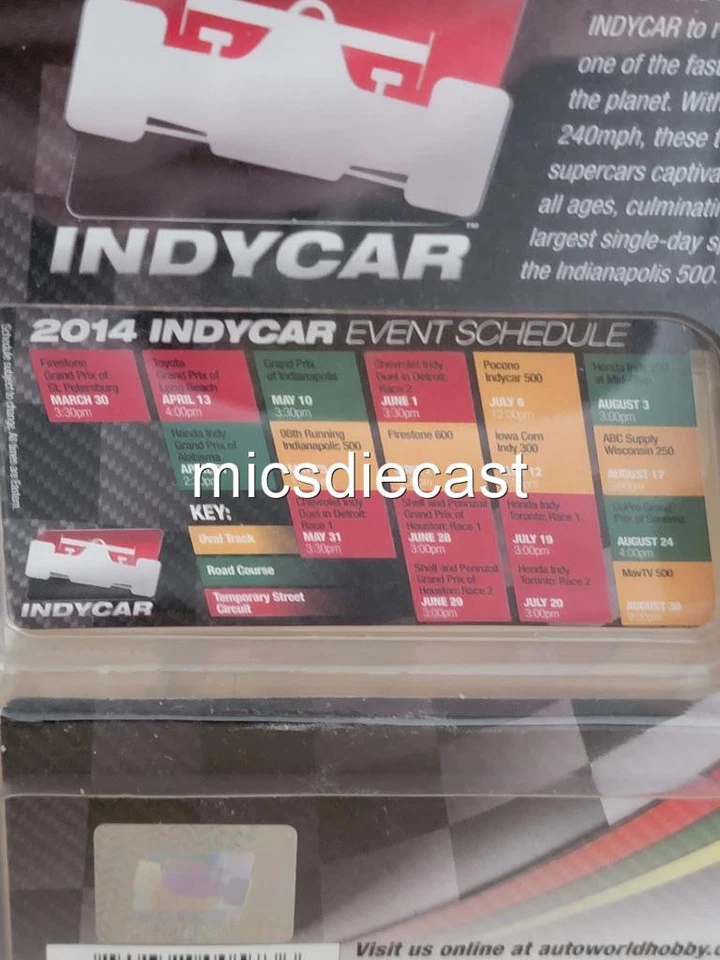 INDYCAR to
one of the fast
the planet. With
240mph, these
supercars captiva
all ages, culminati
largest single-day
the Indianapolis 500.
INDYCAR
TM
2014 INDYCAR EVENT SCHEDULE
Schedule subject to change. All times are Eastern.
Firestone
Grand Prix of
St. Petersburg
MARCH 30
3:30pm
Toyota
Grand Prix of
Long Beach
APRIL 13
4:00pm
Honda Indy
Grand Prix of
Alabama
Grand Prix
of Indianapolis
MAY 10
3:30pm
98th Running
Indianapolis 500
Chevrolet Indy
Duel in Detroit:
Race 1
MAY 31
3:30pm
Chevrolet Indy
Duel in Detroit:
Race 2
JUNE 1
3:30pm
Firestone 600
Shell and Pennzoil
Grand Prix of
Houston: Race 1
JUNE 28
3:00pm
Shell and Pennzoil
Grand Prix of
Houston: Race 2
JUNE 29
3:00pm
Pocono
Indycar 500
JULY 6
12:00pm
Iowa Corn
Indy 300
Honda Indy
Toronto: Race 1
JULY 19
3:00pm
Honda Indy
Toronto: Race 2
JULY 20
3:00pm
Honda Indy
at
AUGUST 3
3:00pm
ABC Supply
Wisconsin 250
AUGUST 17
GoPro Grand
Prix of Sonoma
AUGUST 24
4:00pm
MavTV 500
AUGUST 30
micsdiecast
KEY:
Oval Track
Road Course
Temporary Street
Circuit
INDYCAR
Visit us online at autoworldhobby.